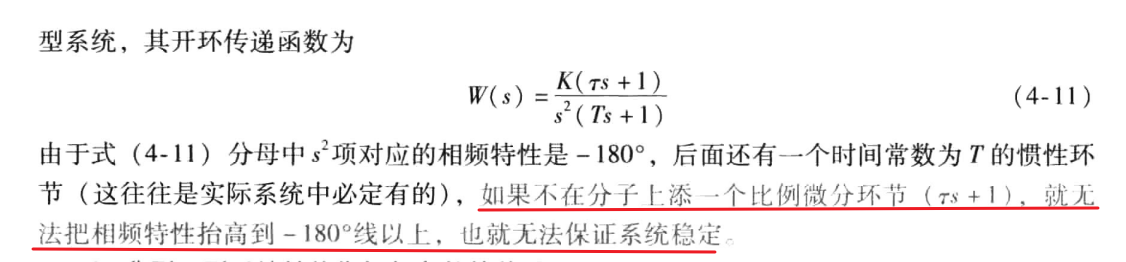 型系统，其开环传递函数为
W(s) = K(τs+1) / s²(Ts+1) (4-11)
由于式（4-11）分母中s²项对应的相频特性是-180°，后面还有一个时间常数为T的惯性环
节（这往往是实际系统中必定有的），如果不在分子上添一个比例微分环节（τs+1），就无
法把相频特性抬高到-180°线以上，也就无法保证系统稳定。